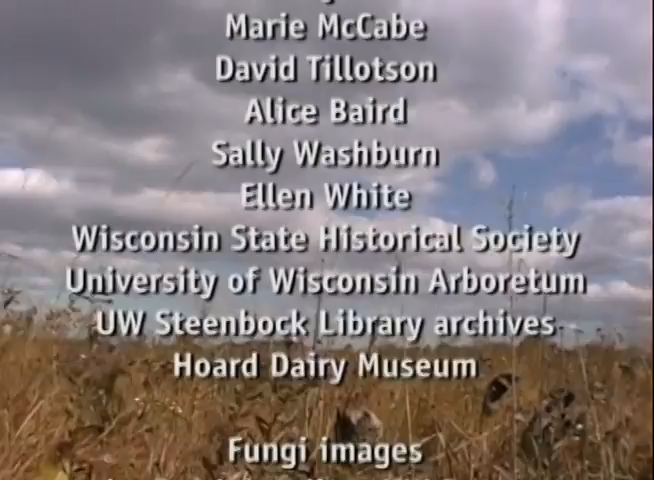 Marie McCabe
David Tillotson
Alice Baird
Sally Washburn
Ellen White
Wisconsin State Historical Society
University of Wisconsin Arboretum
UW Steenbock Library archives
Hoard Dairy Museum
Fungi images